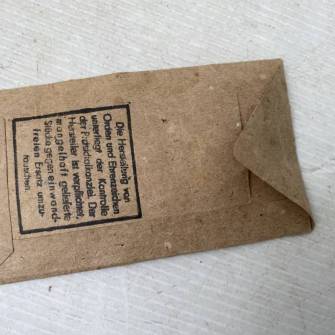 Die Herstellung von
Orden und Ehrenzeichen
unterliegt der Kontrolle
der Präsidialkanzlei. Der
Hersteller ist verpflichtet,
mangelhaft gelieferte
Stücke gegen einwand-
freien Ersatz umzu-
tauschen.